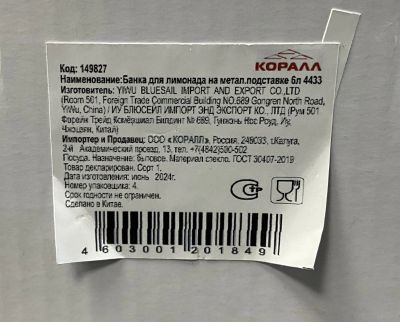 Код: 149827
КОРАЛЛ
Наименование:Банка для лимонада на метал.подставке 6л 4433
Изготовитель: YIWU BLUESAIL IMPORT AND EXPORT CO.,LTD
(Room 501, Foreign Trade Commercial Building NO.689 Gongren North Road,
YiWu, China) / ИУ БЛЮСЕИЛ ИМПОРТ ЭНД ЭКСПОРТ КО., ЛТД (Рум 501
Форейн Трейд Комёршиал Билдинг № 689, Гунжэнь Нос Роуд, Иу,
Чжэцзян, Китай)
Импортер и Продавец: ООО «КОРАЛЛ», Россия, 249033, г.Калуга,
2-й Академический проезд, 13, тел. +7(4842)590-502
Посуда. Назначение: бытовое. Материал стекло. ГОСТ 30407-2019
Товар декларирован. Сорт 1.
Дата изготовления: июнь 2024г.
Номер упаковщика: 4.
Срок годности не ограничен.
Сделано в Китае.
4 603001 201849